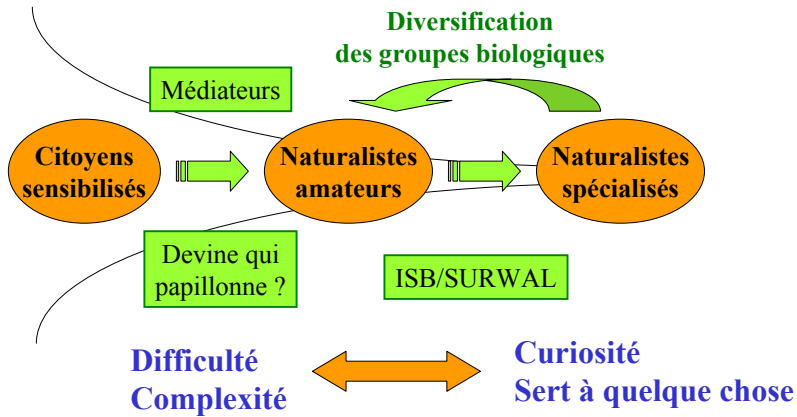 Diversification
des groupes biologiques
Médiateurs
Citoyens
sensibilisés
Naturalistes
amateurs
Naturalistes
spécialisés
Devine qui
papillonne ?
ISB/SURWAL
Difficulté
Complexité
Curiosité
Sert à quelque chose